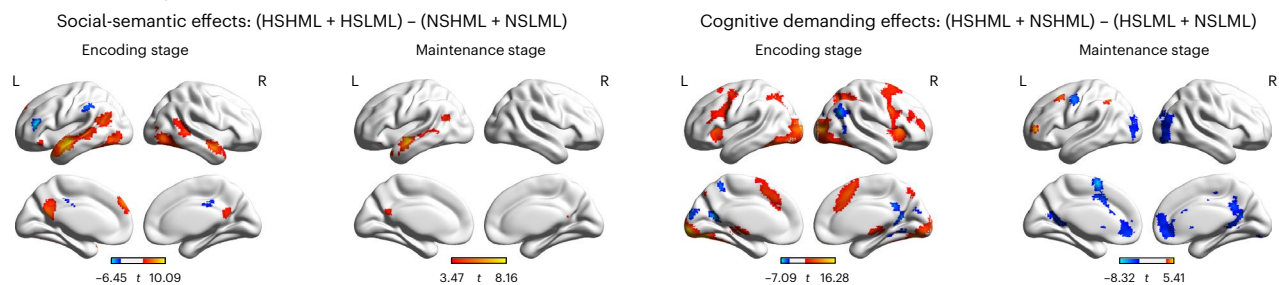 Social-semantic effects: (HSHML + HSLML) – (NSHML + NSLML)
Encoding stage
Maintenance stage
L
R
L
R
–6.45 t 10.09
3.47 t 8.16
Cognitive demanding effects: (HSHML + NSHML) – (HSLML + NSLML)
Encoding stage
Maintenance stage
L
R
L
R
–7.09 t 16.28
–8.32 t 5.41